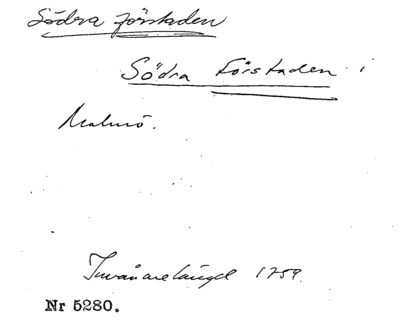 Södra förstaden
Södra Förstaden i
Malmö.
Invånarelängd 1759.
Nr 5280.